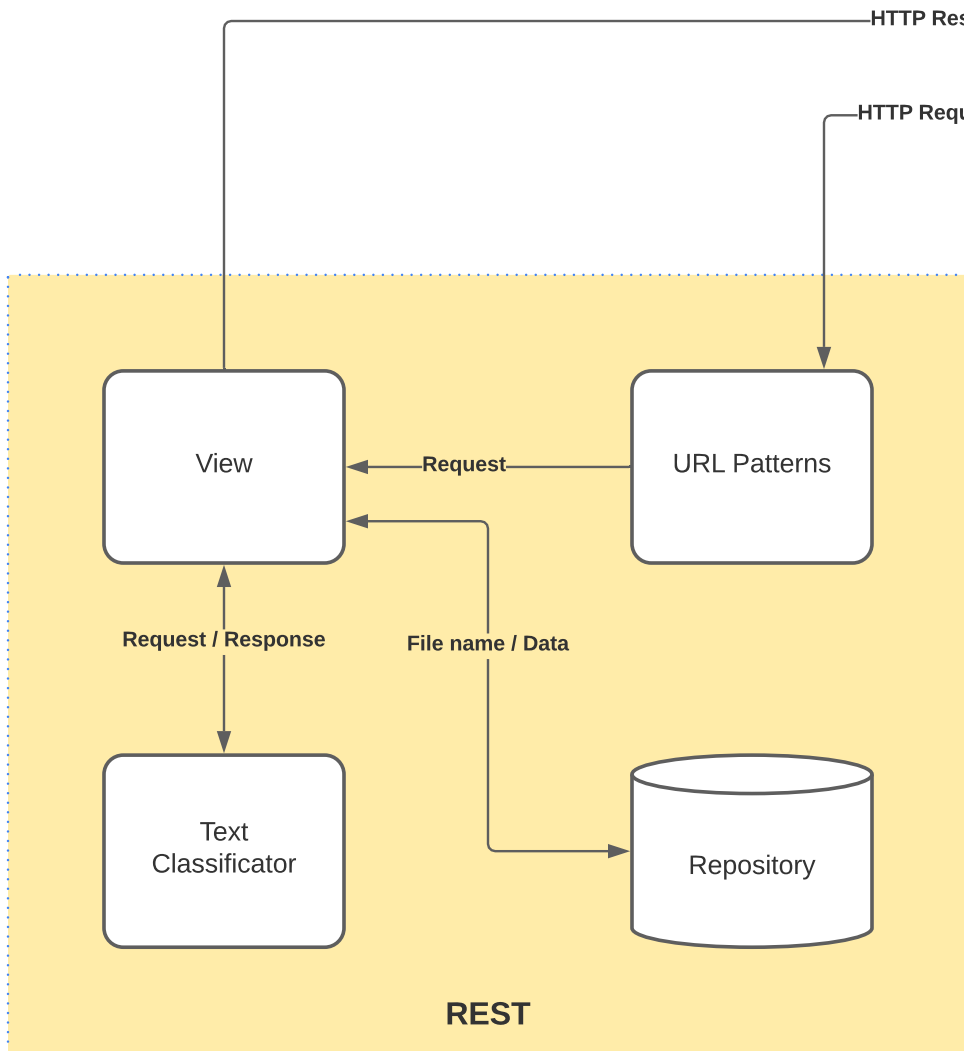 HTTP Res
HTTP Requ
View
URL Patterns
Request
Request / Response
File name / Data
Text
Classificator
Repository
REST